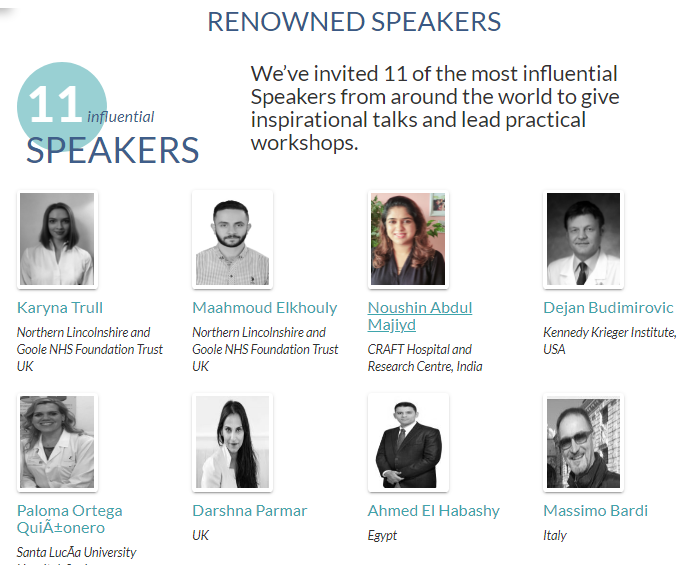 RENOWNED SPEAKERS
11 influential
SPEAKERS
We've invited 11 of the most influential
Speakers from around the world to give
inspirational talks and lead practical
workshops.
Karyna Trull
Northern Lincolnshire and
Goole NHS Foundation Trust
UK
Maahmoud Elkhouly
Northern Lincolnshire and
Goole NHS Foundation Trust
UK
Noushin Abdul
Majiyd
CRAFT Hospital and
Research Centre, India
Dejan Budimirovic
Kennedy Krieger Institute,
USA
Paloma Ortega
QuiÃ±onero
Santa LucÃa University
Darshna Parmar
UK
Ahmed El Habashy
Egypt
Massimo Bardi
Italy